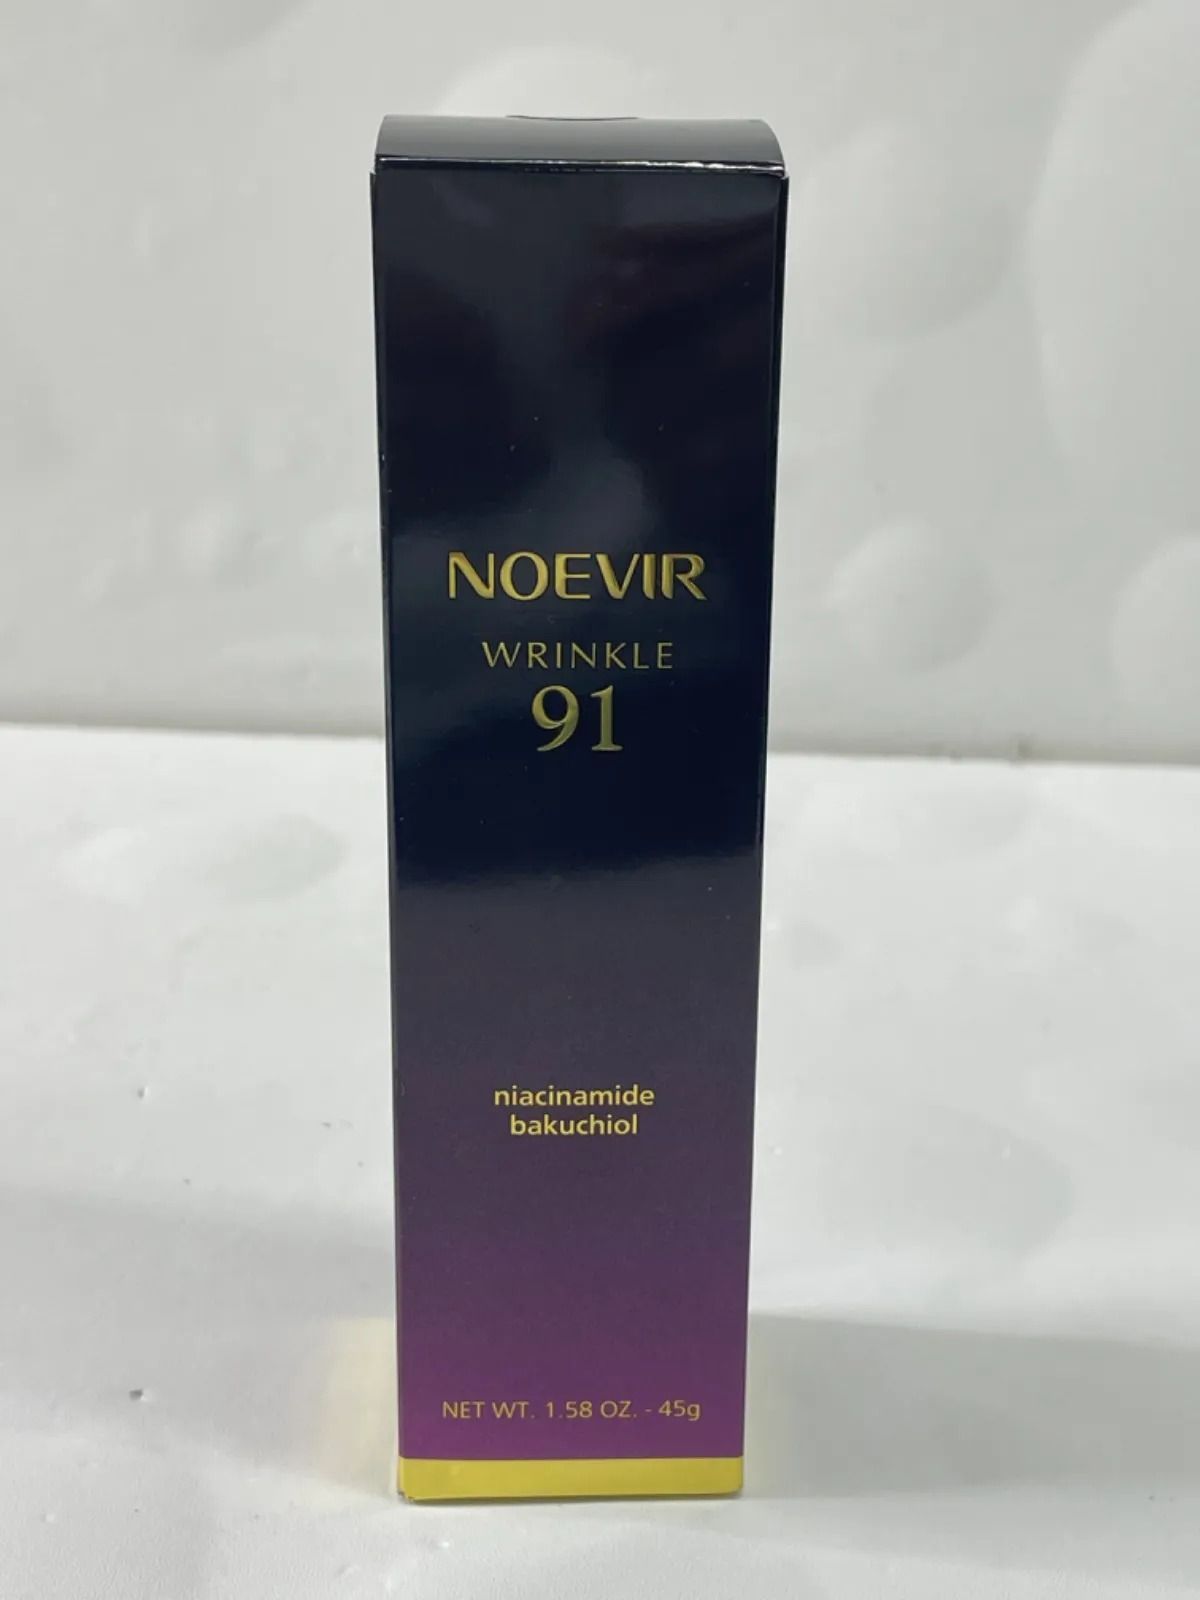 NOEVIR
WRINKLE
91
niacinamide
bakuchiol
NET WT. 1.58 OZ. - 45g